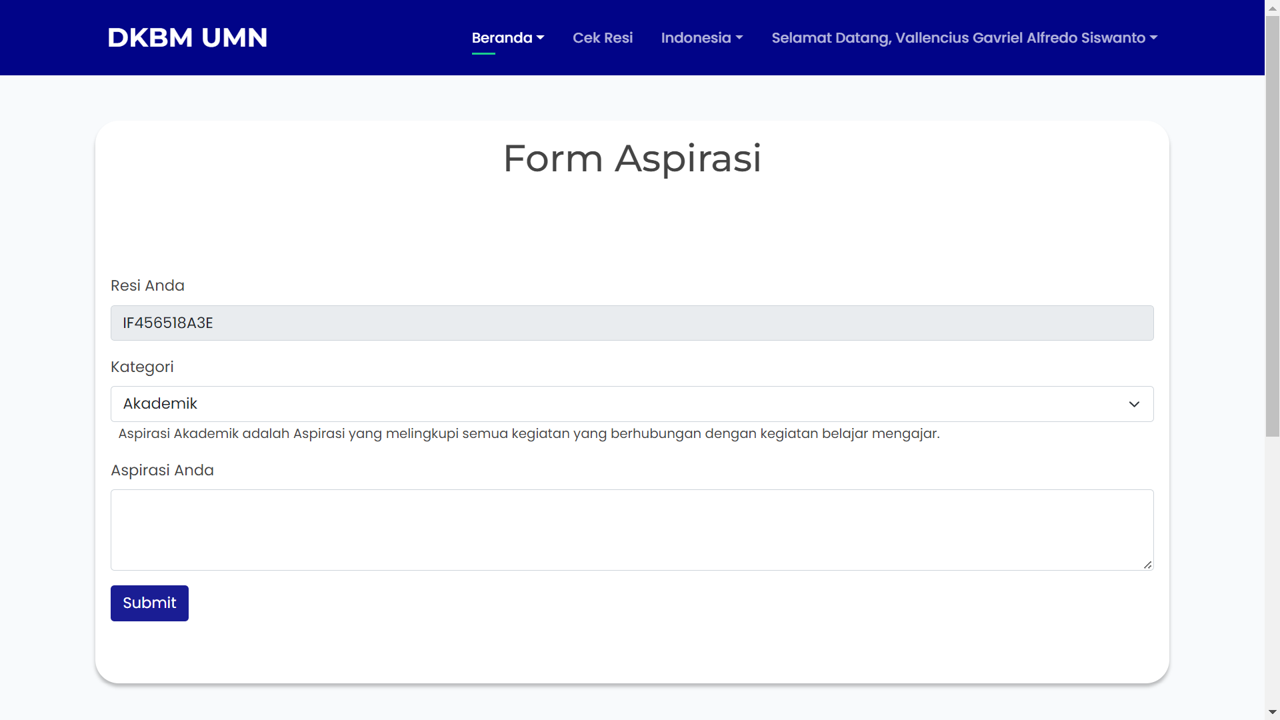 DKBM UMN
Beranda Cek Resi Indonesia Selamat Datang, Vallencius Gavriel Alfredo Siswanto
Form Aspirasi
Resi Anda
IF456518A3E
Kategori
Akademik
Aspirasi Akademik adalah Aspirasi yang melingkupi semua kegiatan yang berhubungan dengan kegiatan belajar mengajar.
Aspirasi Anda
Submit